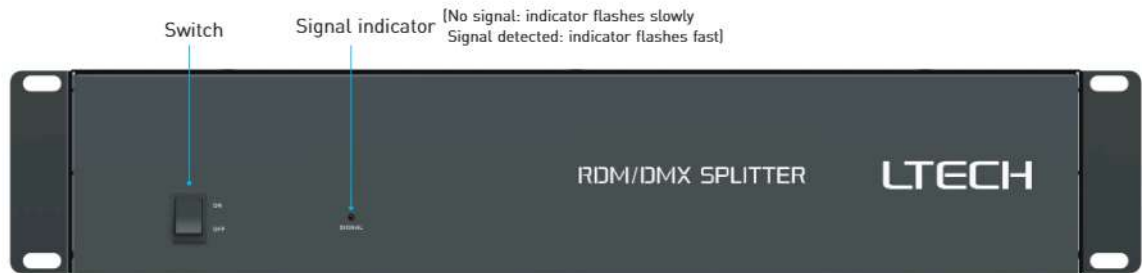 Switch
Signal indicator
(No signal: indicator flashes slowly
Signal detected: indicator flashes fast)
RDM/DMX SPLITTER
LTECH
ON
OFF
SIGNAL